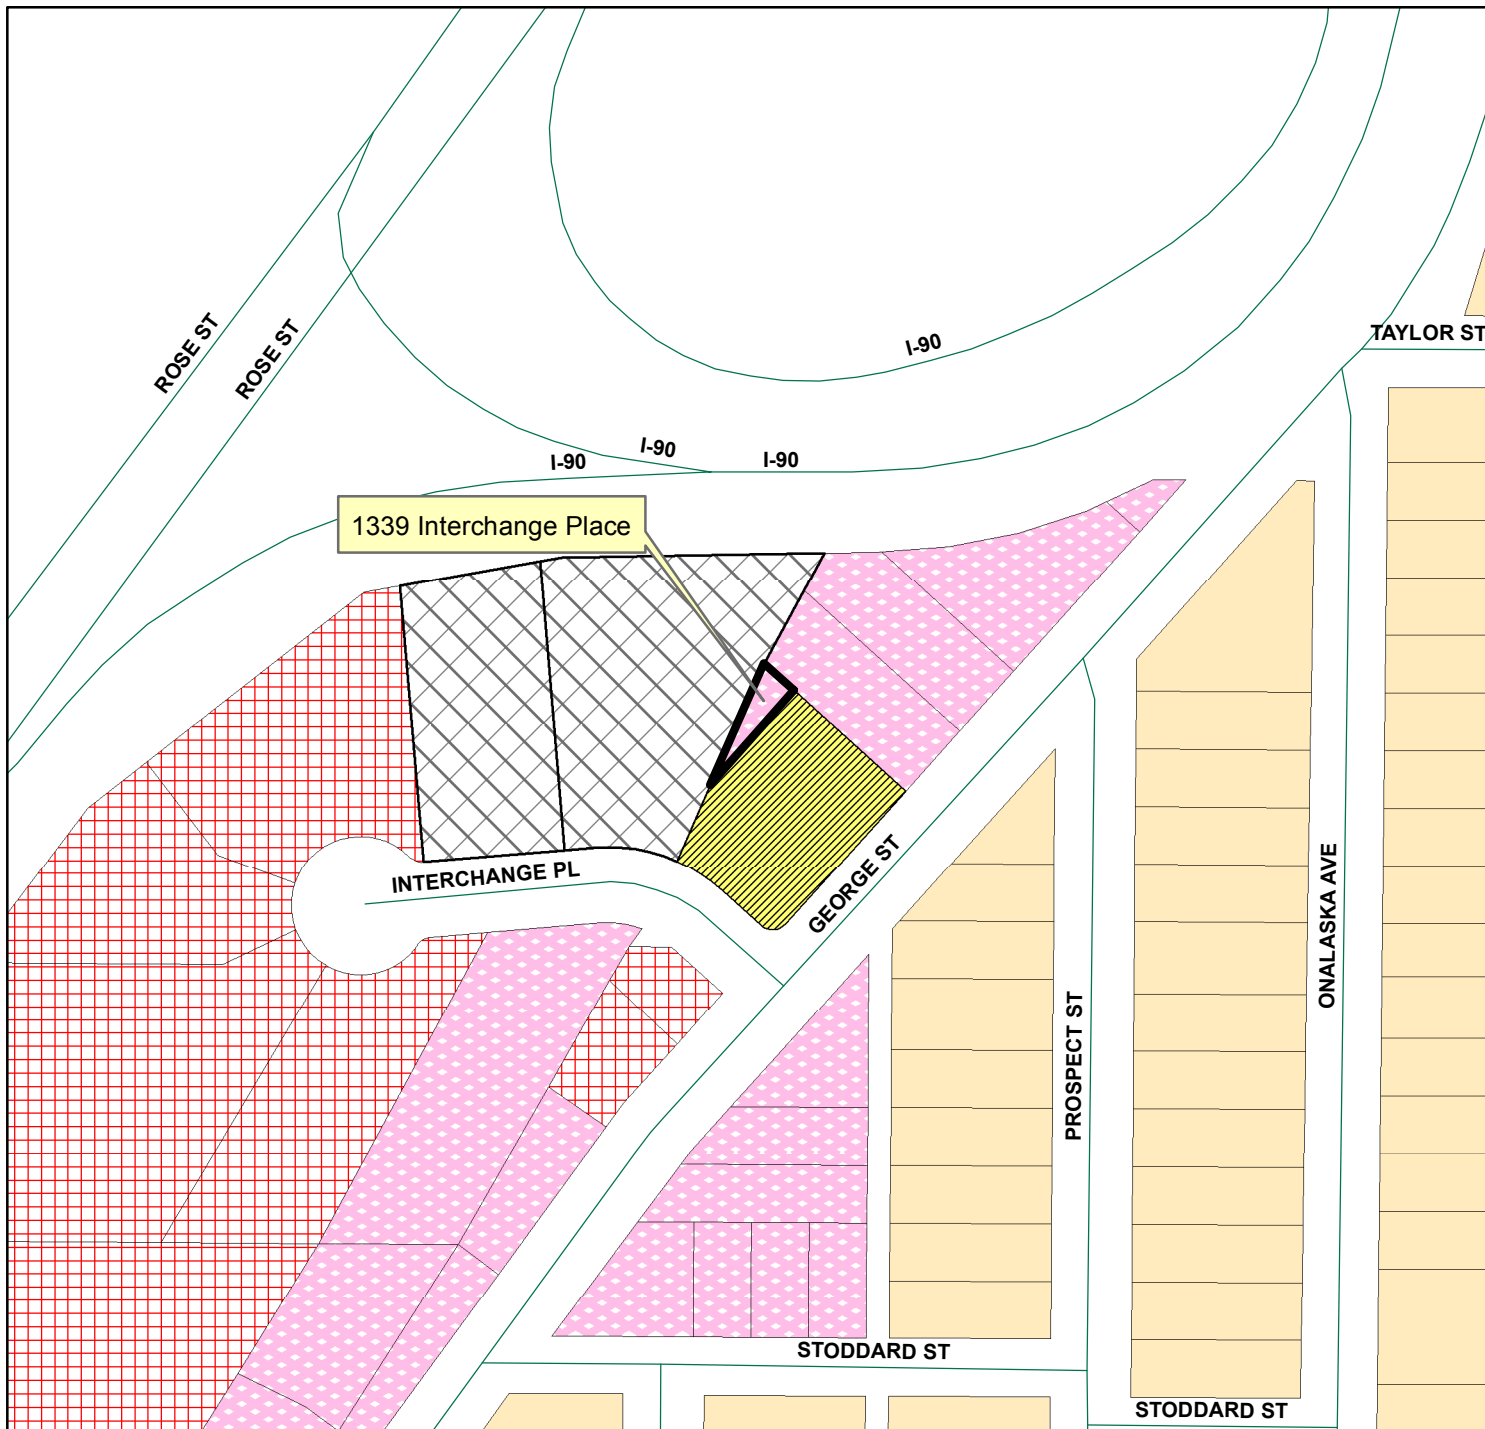 ROSE ST
ROSE ST
I-90
TAYLOR ST
I-90
I-90
I-90
1339 Interchange Place
INTERCHANGE PL
GEORGE ST
ONALASKA AVE
PROSPECT ST
STODDARD ST
STODDARD ST